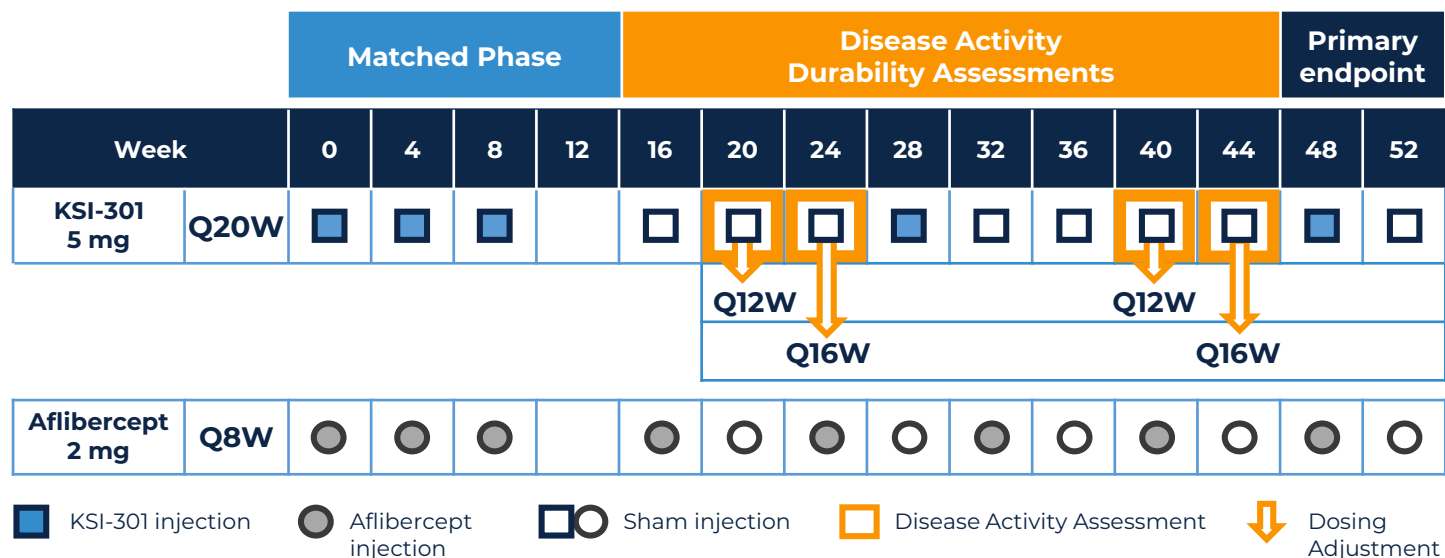 Matched Phase
Disease Activity
Durability Assessments
Primary
endpoint
Week 0 4 8 12 16 20 24 28 32 36 40 44 48 52
KSI-301
5 mg
Q20W
Q12W Q12W
Q16W Q16W
Aflibercept
2 mg
Q8W
KSI-301 injection
Aflibercept
injection
Sham injection
Disease Activity Assessment
Dosing
Adjustment